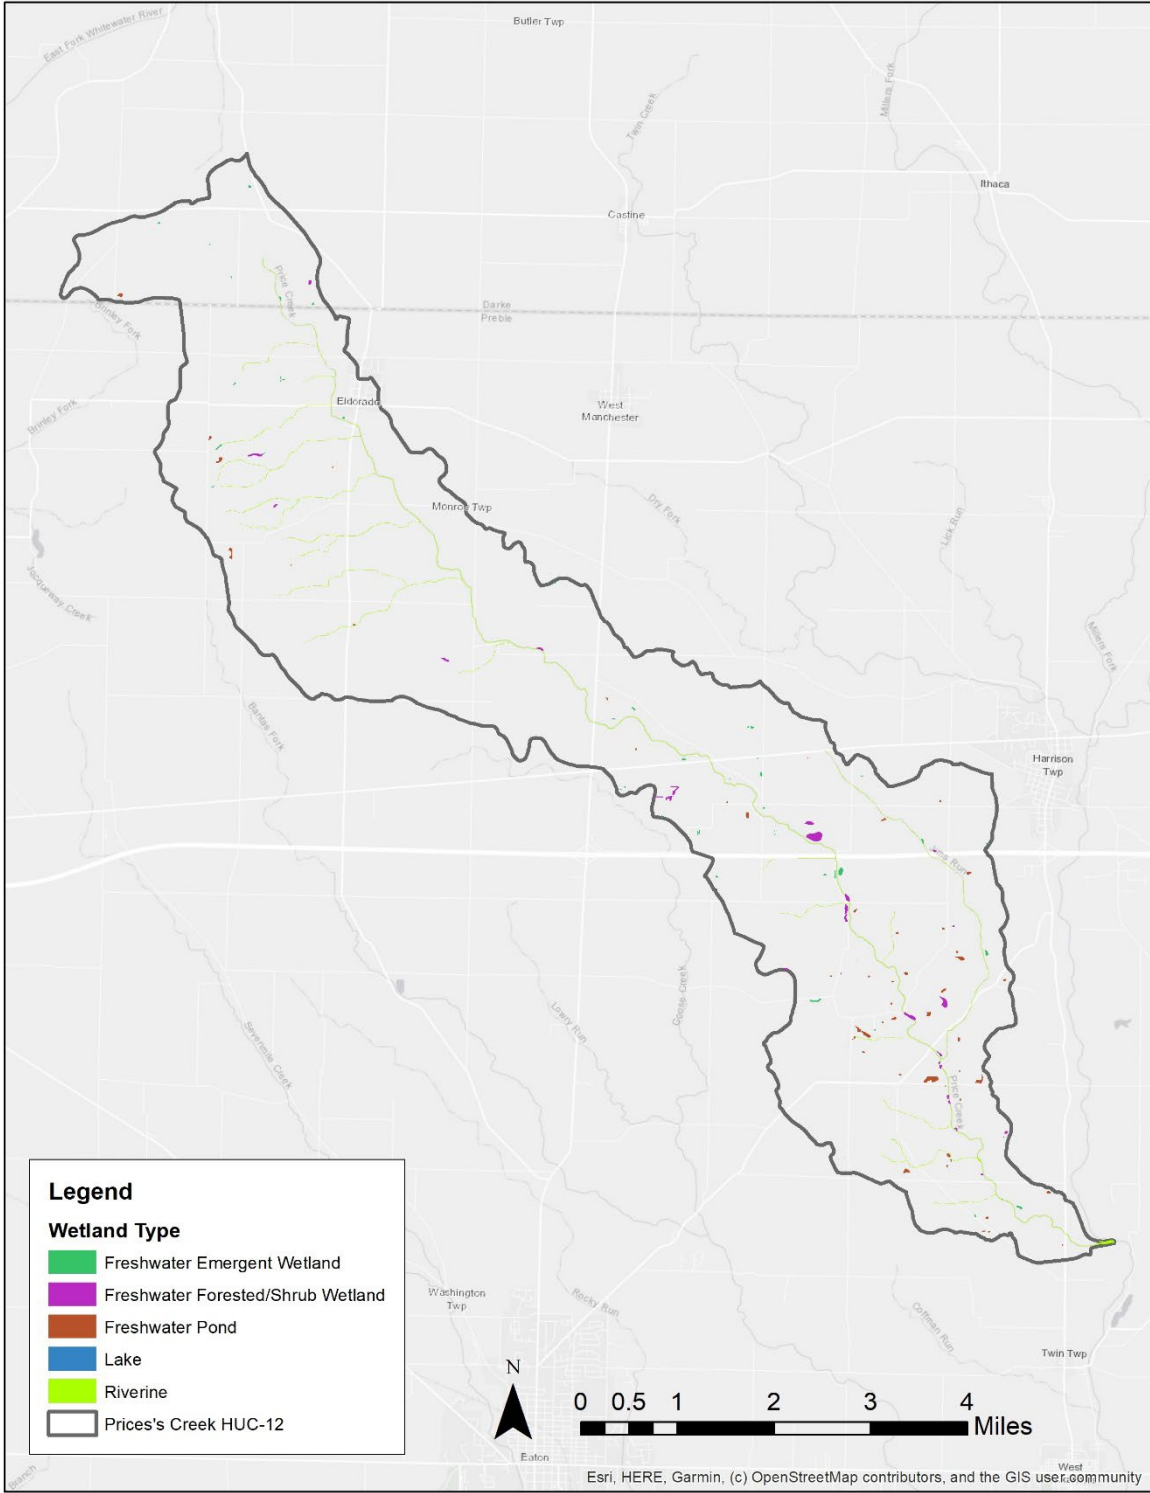 Butler Twp
East Fork Whitewater River
Millers Fork
Twin Creek
Ithaca
Castine
Price Creek
Darke
Preble
Brinley Fork
Eldorado
West
Manchester
Brinley Fork
Monroe Twp
Dry Fork
Lick Run
Jacqueway Creek
Millers Fork
Bantas Fork
Harrison
Twp
Goose Creek
Lowry Run
Sevenmile Creek
Price Creek
Legend
Wetland Type
Freshwater Emergent Wetland
Freshwater Forested/Shrub Wetland
Freshwater Pond
Lake
Riverine
Prices's Creek HUC-12
Washington
Twp
Rocky Run
Coffman Run
Twin Twp
N
0 0.5 1 2 3 4
Miles
Eaton
West
Branch
Esri, HERE, Garmin, (c) OpenStreetMap contributors, and the GIS user community